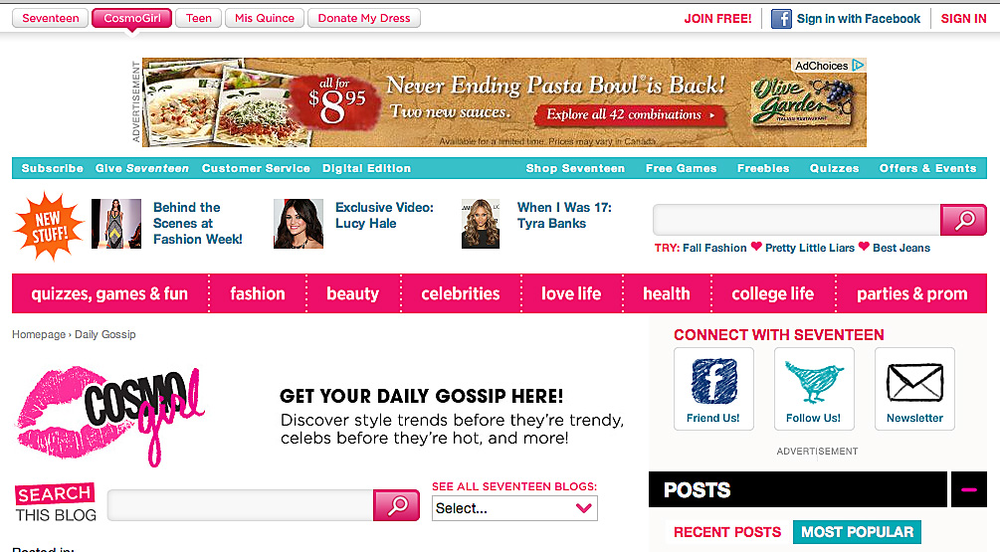 Seventeen CosmoGirl Teen Mis Quince Donate My Dress JOIN FREE! Sign in with Facebook SIGN IN
ADVERTISEMENT
AdChoices
all for
$8.95
Never Ending Pasta Bowl® is Back!
Two new sauces. Explore all 42 combinations
Olive
Garden
ITALIAN RESTAURANT
Available for a limited time. Prices may vary in Canada.
Subscribe Give Seventeen Customer Service Digital Edition Shop Seventeen Free Games Freebies Quizzes Offers & Events
NEW
STUFF!
Behind the
Scenes at
Fashion Week!
Exclusive Video:
Lucy Hale
When I Was 17:
Tyra Banks
TRY: Fall Fashion ❤ Pretty Little Liars ❤ Best Jeans
quizzes, games & fun fashion beauty celebrities love life health college life parties & prom
Homepage › Daily Gossip
COSMO
girl
GET YOUR DAILY GOSSIP HERE!
Discover style trends before they're trendy,
celebs before they're hot, and more!
SEARCH
THIS BLOG
SEE ALL SEVENTEEN BLOGS:
Select...
Posted in:
CONNECT WITH SEVENTEEN
f
Friend Us! Follow Us! Newsletter
ADVERTISEMENT
POSTS
RECENT POSTS MOST POPULAR